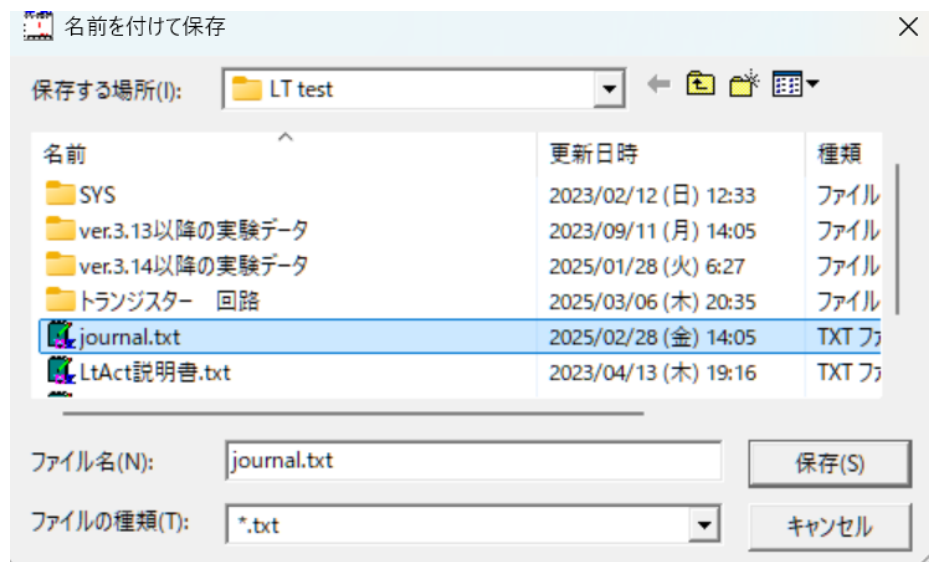 名前を付けて保存
保存する場所(I): LT test
名前 更新日時 種類
SYS 2023/02/12 (日) 12:33 ファイル
ver.3.13以降の実験データ 2023/09/11 (月) 14:05 ファイル
ver.3.14以降の実験データ 2025/01/28 (火) 6:27 ファイル
トランジスター　回路 2025/03/06 (木) 20:35 ファイル
journal.txt 2025/02/28 (金) 14:05 TXT ファ
LtAct説明書.txt 2023/04/13 (木) 19:16 TXT ファ
ファイル名(N): journal.txt 保存(S)
ファイルの種類(T): *.txt キャンセル